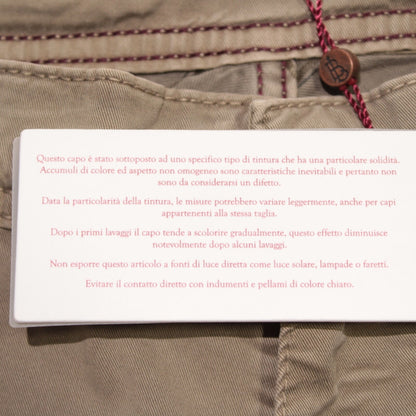 Questo capo è stato sottoposto ad uno specifico tipo di tintura che ha una particolare solidita.
Accumuli di colore ed aspetto non omogeneo sono caratteristiche inevitabili e pertanto non
sono da considerarsi un difetto.
Data la particolarità della tintura, le misure potrebbero variare leggermente, anche per capi
appartenenti alla stessa taglia.
Dopo i primi lavaggi il capo tende a scolorire gradualmente, questo effetto diminuisce
notevolmente dopo alcuni lavaggi.
Non esporre questo articolo a fonti di luce diretta come luce solare, lampade o faretti.
Evitare il contatto diretto con indumenti e pellami di colore chiaro.